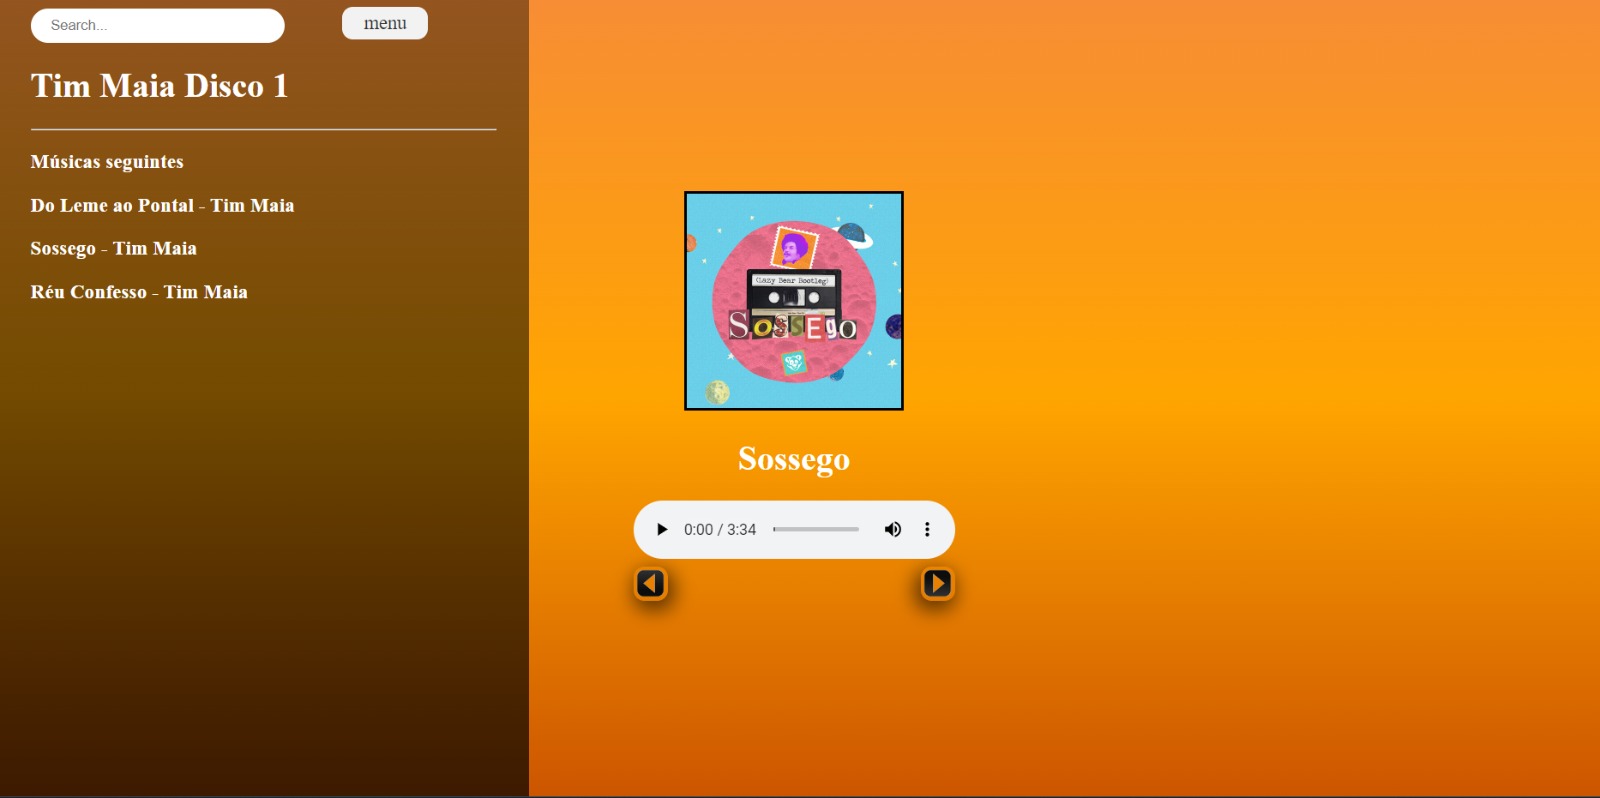 Search...
menu
Tim Maia Disco 1
Músicas seguintes
Do Leme ao Pontal - Tim Maia
Sossego - Tim Maia
Réu Confesso - Tim Maia
(Lazy Bear Bootleg)
SOSSEgO
Sossego
0:00 / 3:34